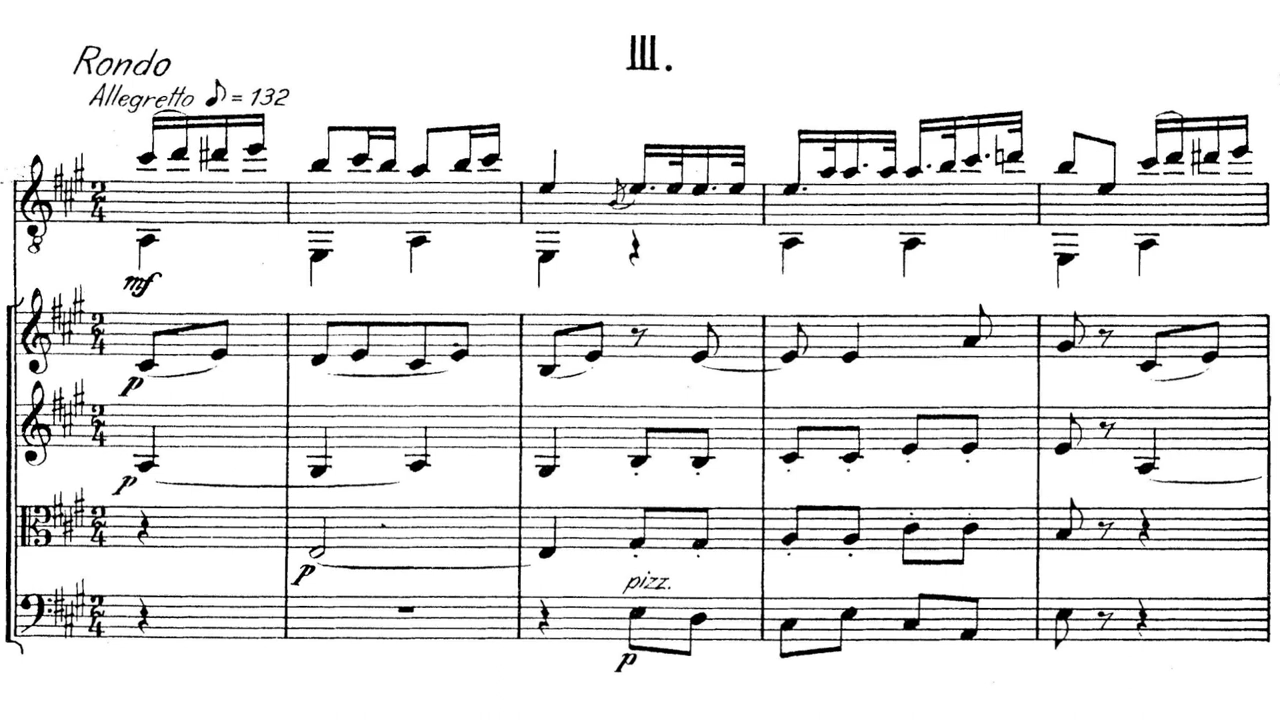 III.
Rondo
Allegretto ♪ = 132
mf
p
p
p
pizz.
p